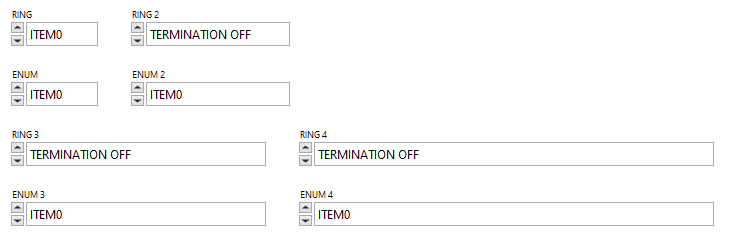 RING RING 2
ITEM0 TERMINATION OFF
ENUM ENUM 2
ITEM0 ITEM0
RING 3 RING 4
TERMINATION OFF TERMINATION OFF
ENUM 3 ENUM 4
ITEM0 ITEM0